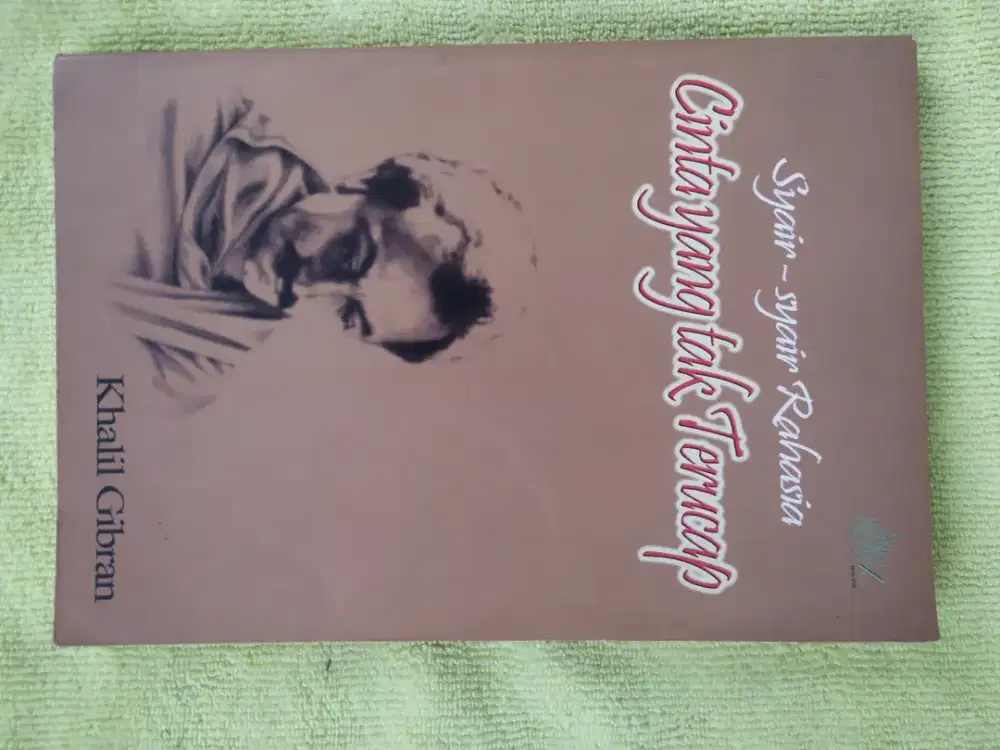 Syair - syair Rahasia
Cinta yang tak Terucap
Khalil Gibran